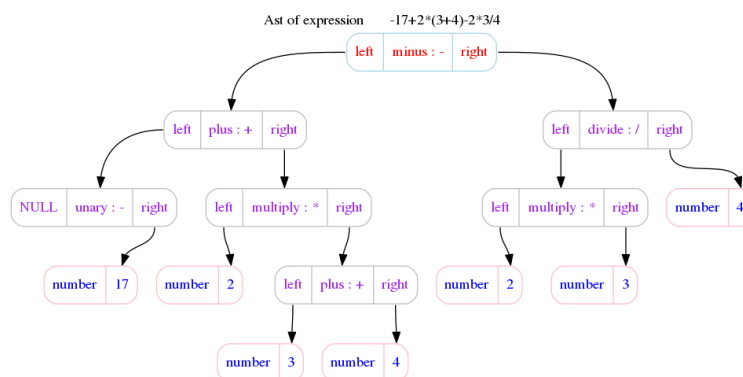 Ast of expression -17+2*(3+4)-2*3/4
left minus : - right
left plus : + right left divide : / right
NULL unary : - right left multiply : * right left multiply : * right number 4
number 17 number 2 left plus : + right number 2 number 3
number 3 number 4